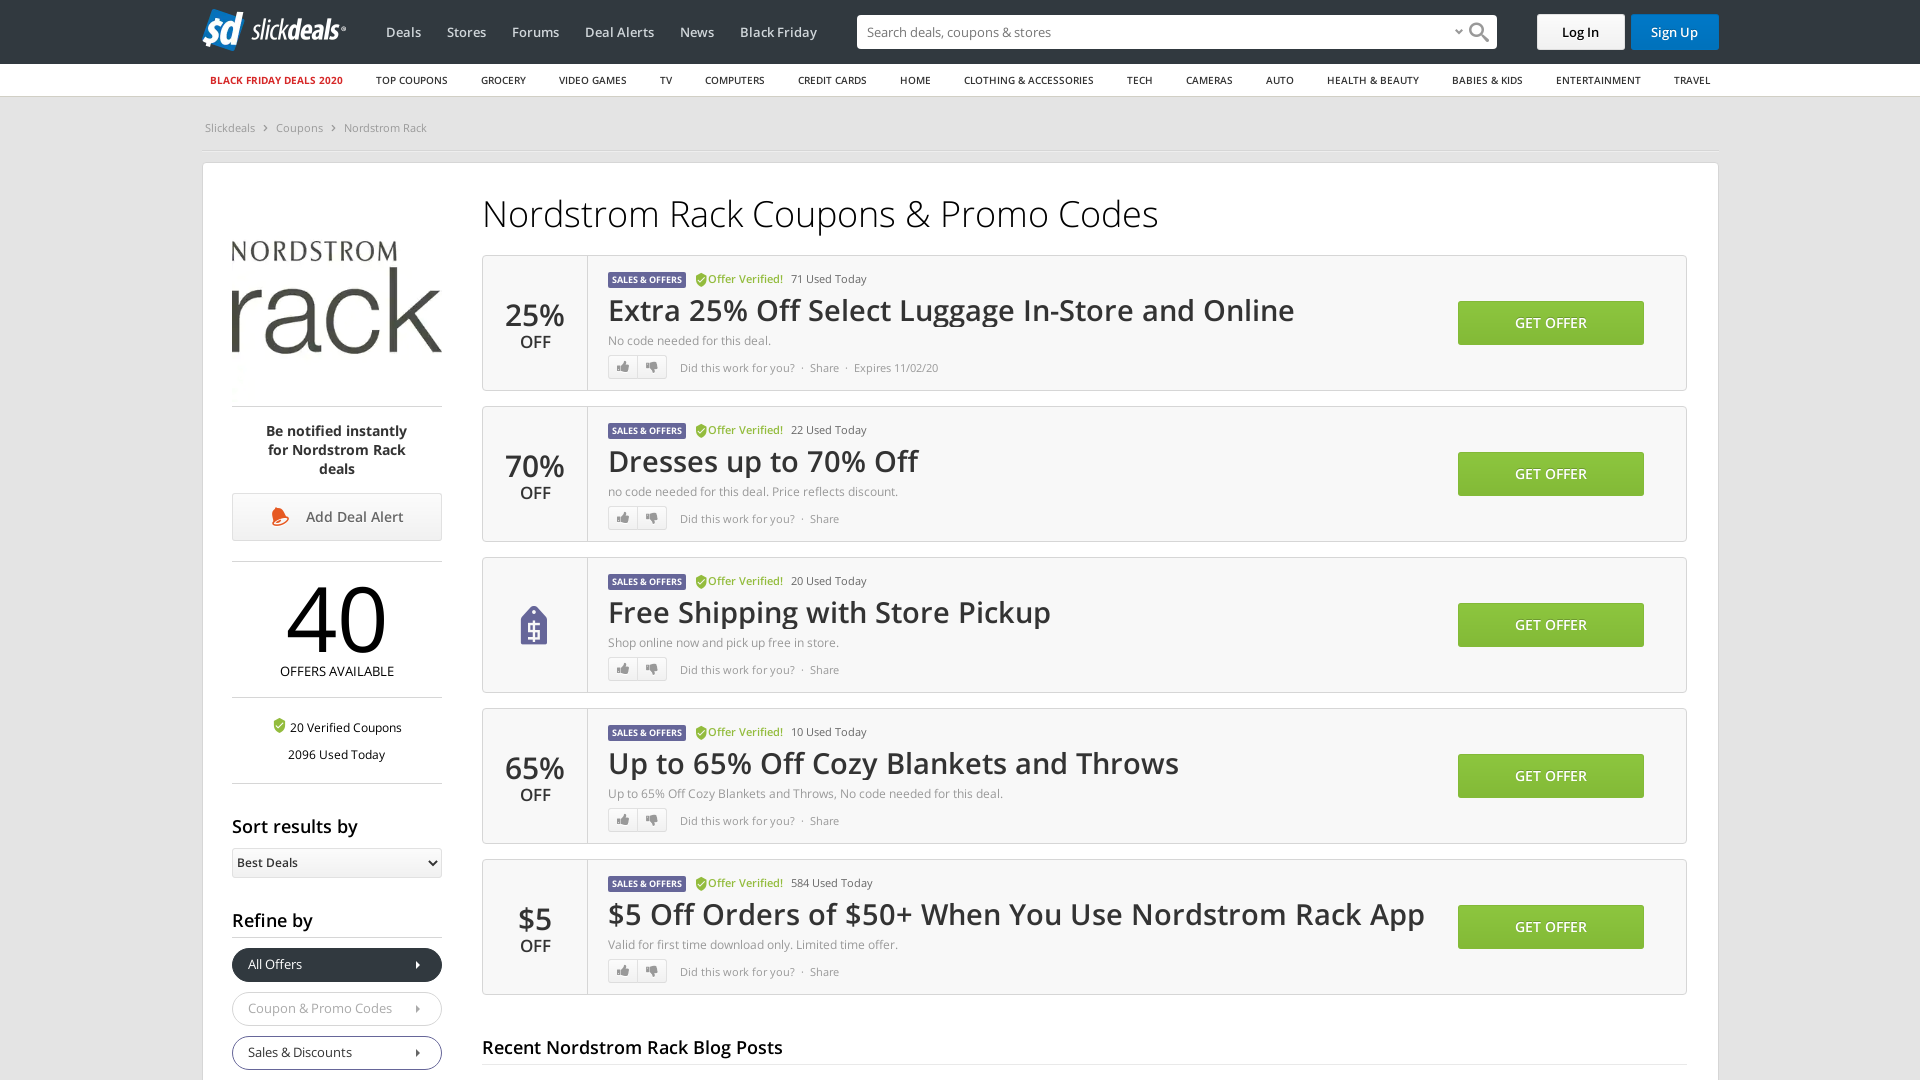 slickdeals
Deals Stores Forums Deal Alerts News Black Friday
Search deals, coupons & stores
Log In
Sign Up
BLACK FRIDAY DEALS 2020 TOP COUPONS GROCERY VIDEO GAMES TV COMPUTERS CREDIT CARDS HOME CLOTHING & ACCESSORIES TECH CAMERAS AUTO HEALTH & BEAUTY BABIES & KIDS ENTERTAINMENT TRAVEL
Slickdeals › Coupons › Nordstrom Rack
NORDSTROM
rack
Be notified instantly
for Nordstrom Rack
deals
Add Deal Alert
40
OFFERS AVAILABLE
20 Verified Coupons
2096 Used Today
Sort results by
Best Deals
Refine by
All Offers
Coupon & Promo Codes
Sales & Discounts
Nordstrom Rack Coupons & Promo Codes
25%
OFF
SALES & OFFERS Offer Verified! 71 Used Today
Extra 25% Off Select Luggage In-Store and Online
No code needed for this deal.
Did this work for you? · Share · Expires 11/02/20
GET OFFER
70%
OFF
SALES & OFFERS Offer Verified! 22 Used Today
Dresses up to 70% Off
no code needed for this deal. Price reflects discount.
Did this work for you? · Share
GET OFFER
SALES & OFFERS Offer Verified! 20 Used Today
Free Shipping with Store Pickup
Shop online now and pick up free in store.
Did this work for you? · Share
GET OFFER
65%
OFF
SALES & OFFERS Offer Verified! 10 Used Today
Up to 65% Off Cozy Blankets and Throws
Up to 65% Off Cozy Blankets and Throws, No code needed for this deal.
Did this work for you? · Share
GET OFFER
$5
OFF
SALES & OFFERS Offer Verified! 584 Used Today
$5 Off Orders of $50+ When You Use Nordstrom Rack App
Valid for first time download only. Limited time offer.
Did this work for you? · Share
GET OFFER
Recent Nordstrom Rack Blog Posts